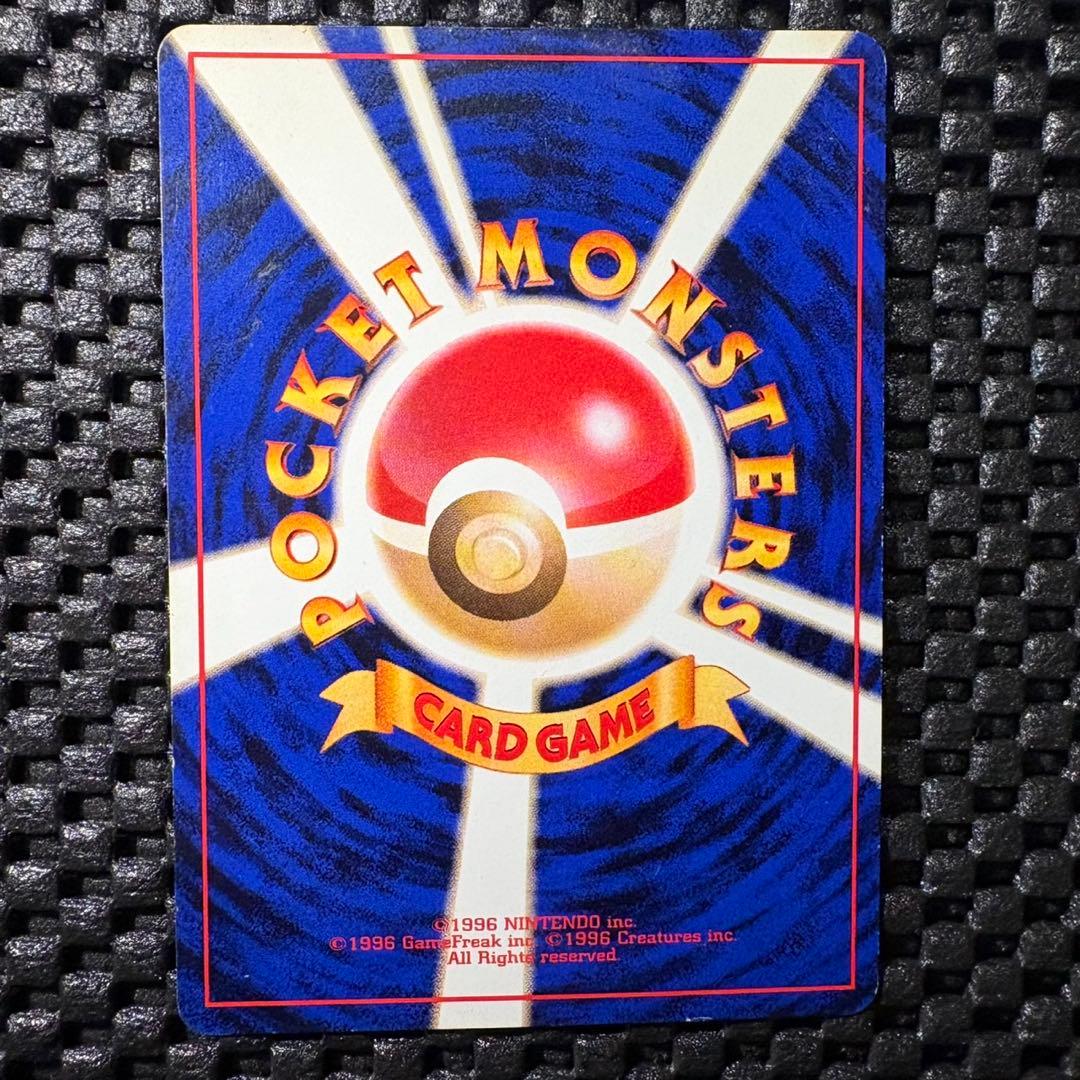 POCKET MONSTERS
CARD GAME
©1996 NINTENDO inc.
©1996 GameFreak inc. ©1996 Creatures inc.
All Rights reserved.